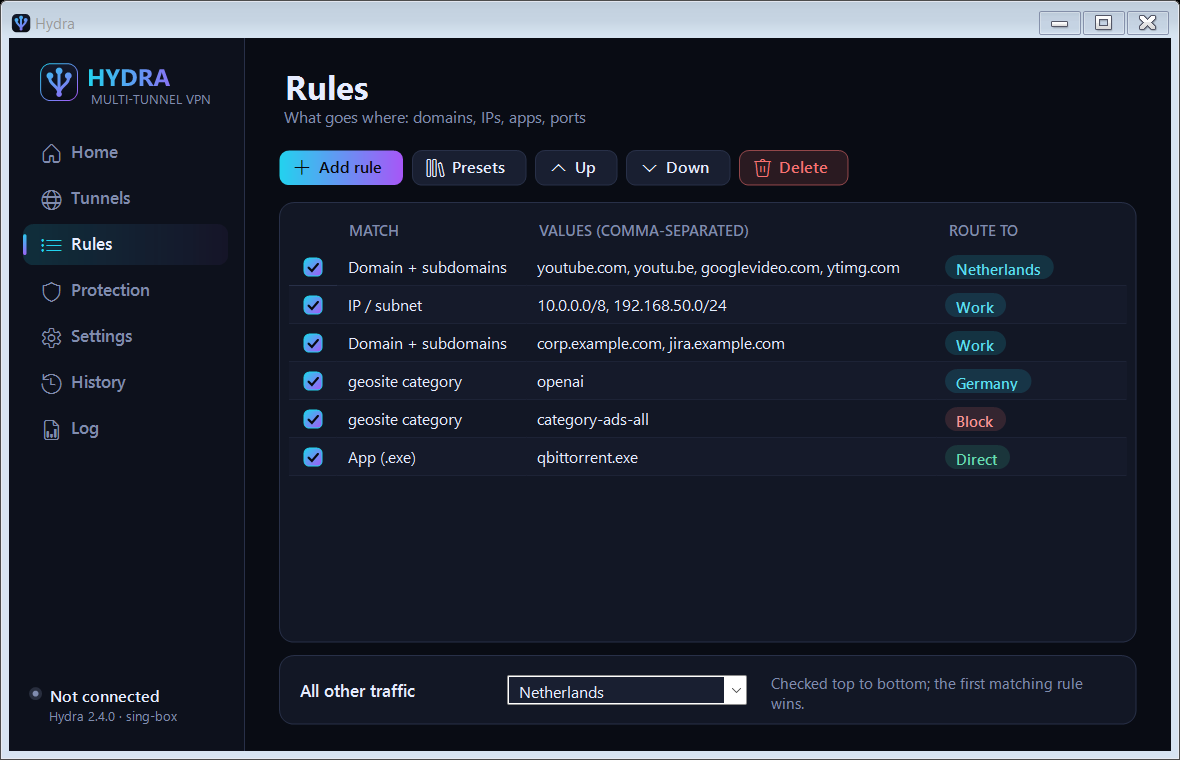 Hydra
HYDRA
MULTI-TUNNEL VPN
Home
Tunnels
Rules
Protection
Settings
History
Log
Not connected
Hydra 2.4.0 · sing-box
Rules
What goes where: domains, IPs, apps, ports
Add rule Presets Up Down Delete
MATCH VALUES (COMMA-SEPARATED) ROUTE TO
Domain + subdomains youtube.com, youtu.be, googlevideo.com, ytimg.com Netherlands
IP / subnet 10.0.0.0/8, 192.168.50.0/24 Work
Domain + subdomains corp.example.com, jira.example.com Work
geosite category openai Germany
geosite category category-ads-all Block
App (.exe) qbittorrent.exe Direct
All other traffic Netherlands
Checked top to bottom; the first matching rule
wins.